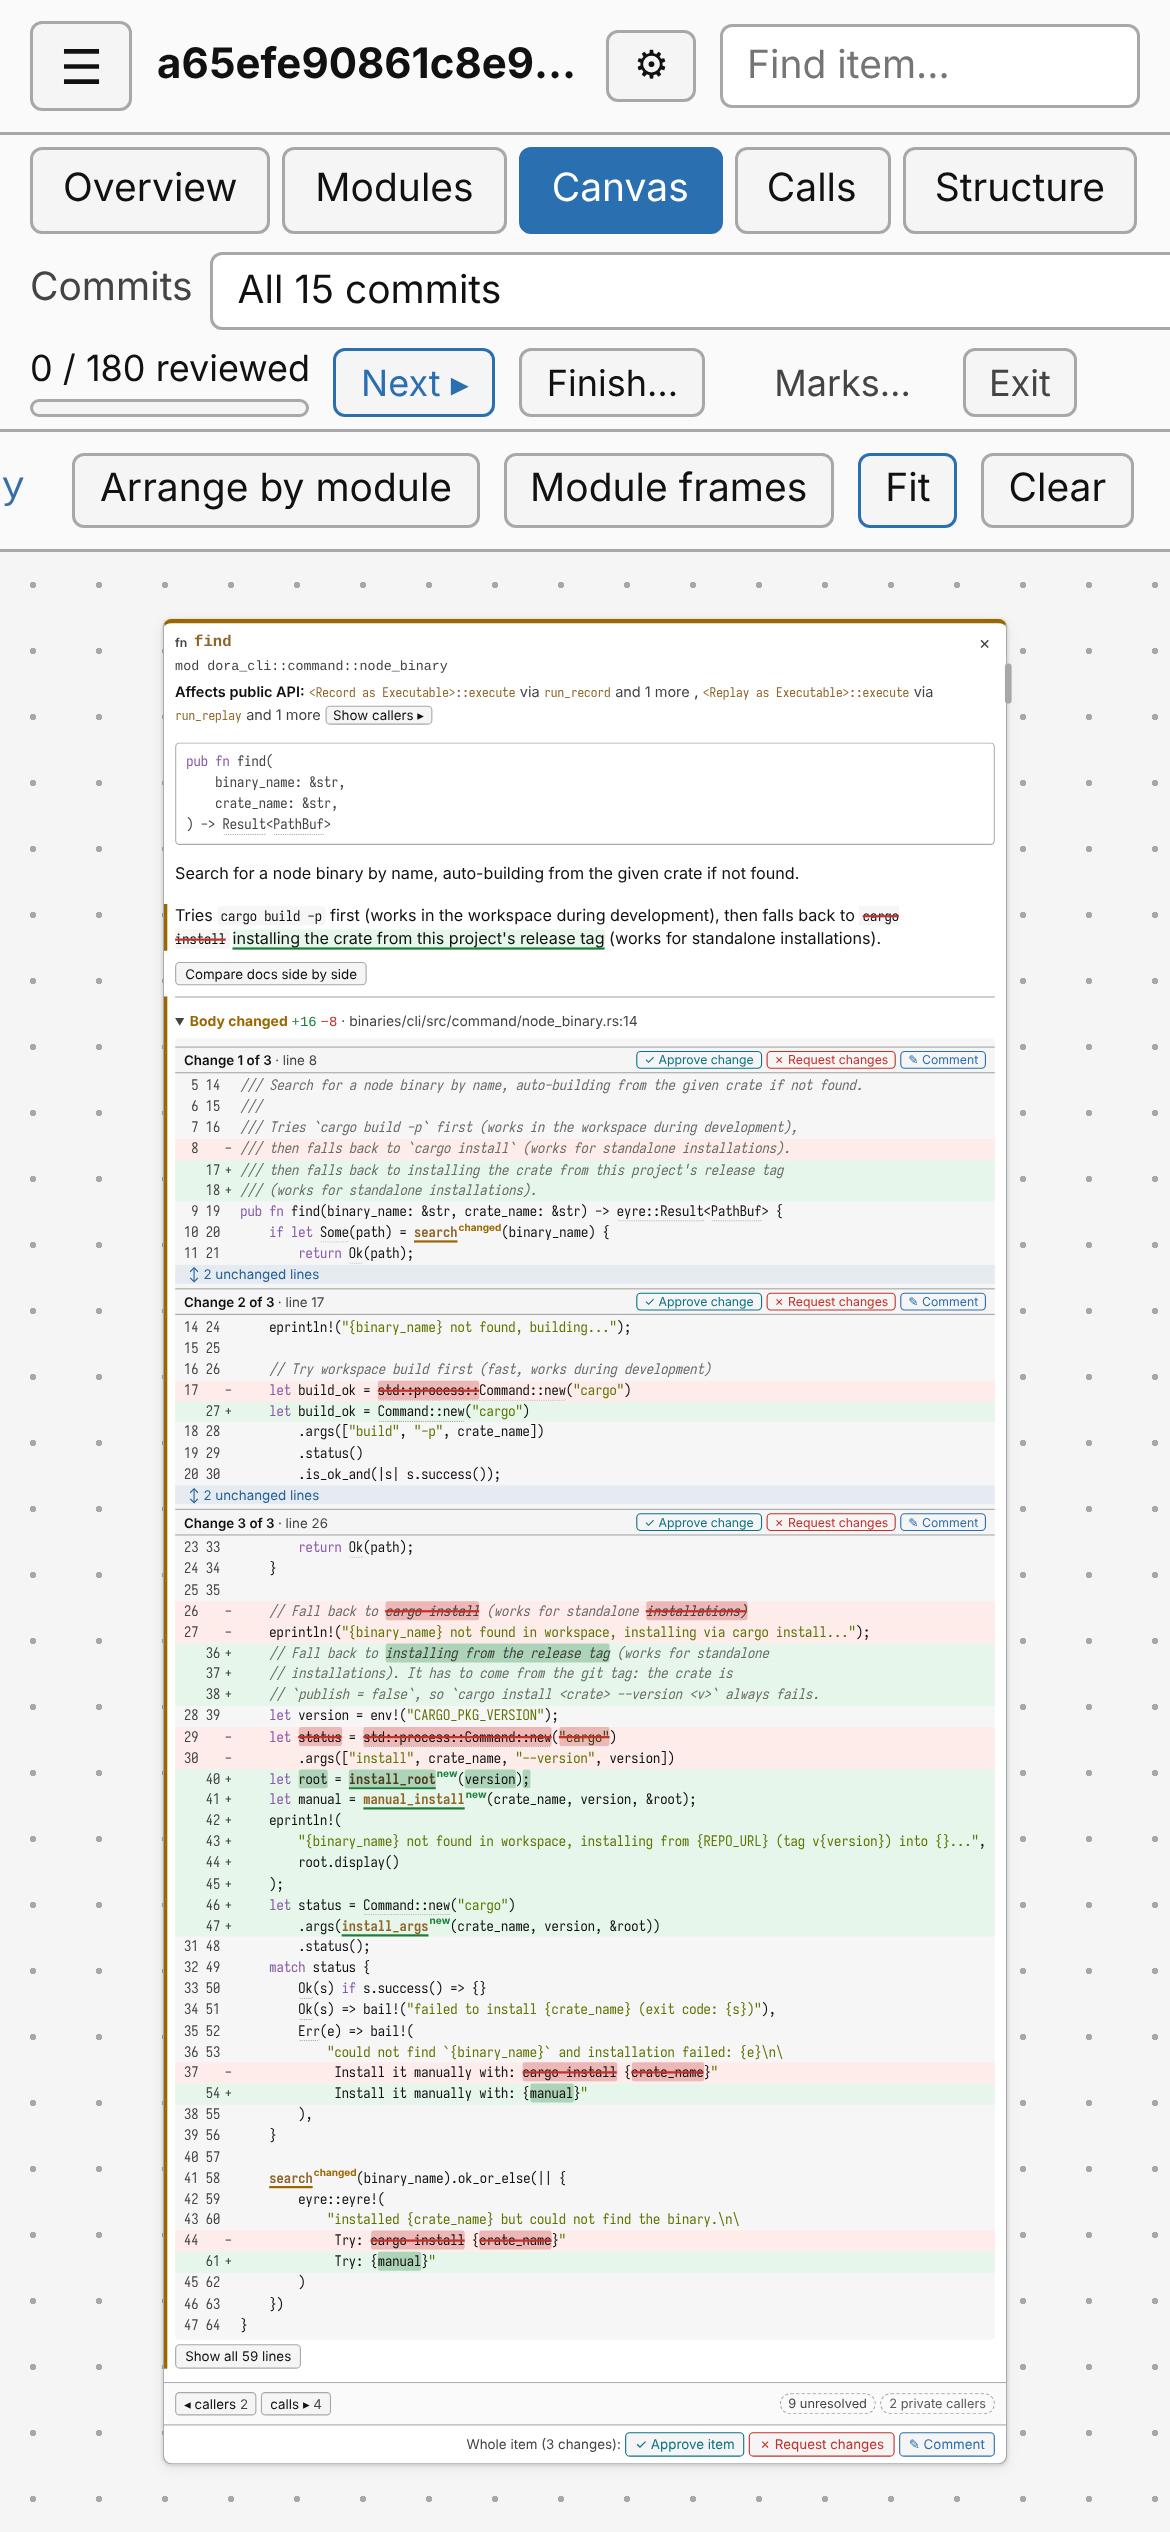 ☰ a65efe90861c8e9... ⚙ Find item...
Overview Modules Canvas Calls Structure
Commits All 15 commits
0 / 180 reviewed Next ▸ Finish... Marks... Exit
y Arrange by module Module frames Fit Clear
fn find ×
mod dora_cli::command::node_binary
Affects public API: <Record as Executable>::execute via run_record and 1 more , <Replay as Executable>::execute via
run_replay and 1 more Show callers ▸
pub fn find(
    binary_name: &str,
    crate_name: &str,
) -> Result<PathBuf>
Search for a node binary by name, auto-building from the given crate if not found.
Tries cargo build -p first (works in the workspace during development), then falls back to cargo
install installing the crate from this project's release tag (works for standalone installations).
Compare docs side by side
▼ Body changed +16 −8 · binaries/cli/src/command/node_binary.rs:14
Change 1 of 3 · line 8 ✓ Approve change × Request changes ✎ Comment
5 14 /// Search for a node binary by name, auto-building from the given crate if not found.
6 15 ///
7 16 /// Tries `cargo build -p` first (works in the workspace during development),
8 − /// then falls back to `cargo install` (works for standalone installations).
17 + /// then falls back to installing the crate from this project's release tag
18 + /// (works for standalone installations).
9 19 pub fn find(binary_name: &str, crate_name: &str) -> eyre::Result<PathBuf> {
10 20     if let Some(path) = search changed (binary_name) {
11 21         return Ok(path);
↕ 2 unchanged lines
Change 2 of 3 · line 17 ✓ Approve change × Request changes ✎ Comment
14 24     eprintln!("{binary_name} not found, building...");
15 25
16 26     // Try workspace build first (fast, works during development)
17 −     let build_ok = std::process::Command::new("cargo")
27 +     let build_ok = Command::new("cargo")
18 28         .args(["build", "-p", crate_name])
19 29         .status()
20 30         .is_ok_and(|s| s.success());
↕ 2 unchanged lines
Change 3 of 3 · line 26 ✓ Approve change × Request changes ✎ Comment
23 33         return Ok(path);
24 34     }
25 35
26 −     // Fall back to cargo install (works for standalone installations)
27 −     eprintln!("{binary_name} not found in workspace, installing via cargo install...");
36 +     // Fall back to installing from the release tag (works for standalone
37 +     // installations). It has to come from the git tag: the crate is
38 +     // `publish = false`, so `cargo install <crate> --version <v>` always fails.
28 39     let version = env!("CARGO_PKG_VERSION");
29 −     let status = std::process::Command::new("cargo")
30 −         .args(["install", crate_name, "--version", version])
40 +     let root = install_root new (version);
41 +     let manual = manual_install new (crate_name, version, &root);
42 +     eprintln!(
43 +         "{binary_name} not found in workspace, installing from {REPO_URL} (tag v{version}) into {}...",
44 +         root.display()
45 +     );
46 +     let status = Command::new("cargo")
47 +         .args(install_args new (crate_name, version, &root))
31 48         .status();
32 49     match status {
33 50         Ok(s) if s.success() => {}
34 51         Ok(s) => bail!("failed to install {crate_name} (exit code: {s})"),
35 52         Err(e) => bail!(
36 53             "could not find `{binary_name}` and installation failed: {e}\n\
37 −              Install it manually with: cargo install {crate_name}"
54 +              Install it manually with: {manual}"
38 55         ),
39 56     }
40 57
41 58     search changed (binary_name).ok_or_else(|| {
42 59         eyre::eyre!(
43 60             "installed {crate_name} but could not find the binary.\n\
44 −              Try: cargo install {crate_name}"
61 +              Try: {manual}"
45 62         )
46 63     })
47 64 }
Show all 59 lines
◂ callers 2 calls ▸ 4 9 unresolved 2 private callers
Whole item (3 changes): ✓ Approve item × Request changes ✎ Comment